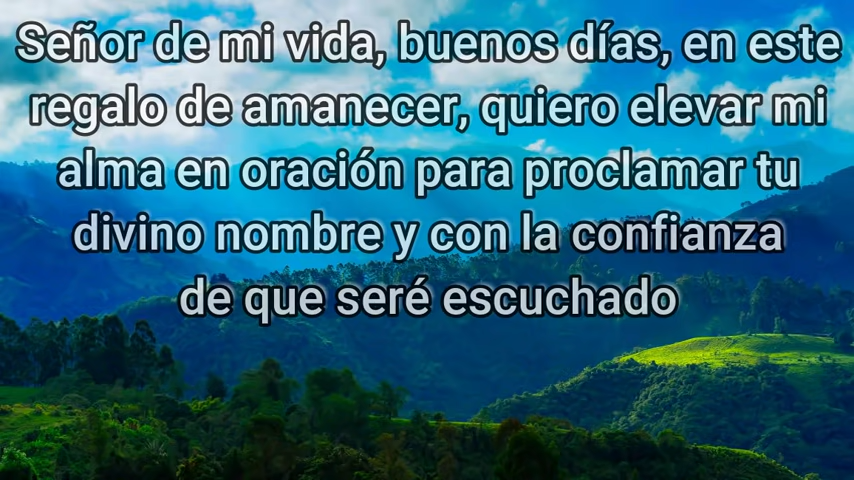 Señor de mi vida, buenos días, en este
regalo de amanecer, quiero elevar mi
alma en oración para proclamar tu
divino nombre y con la confianza
de que seré escuchado